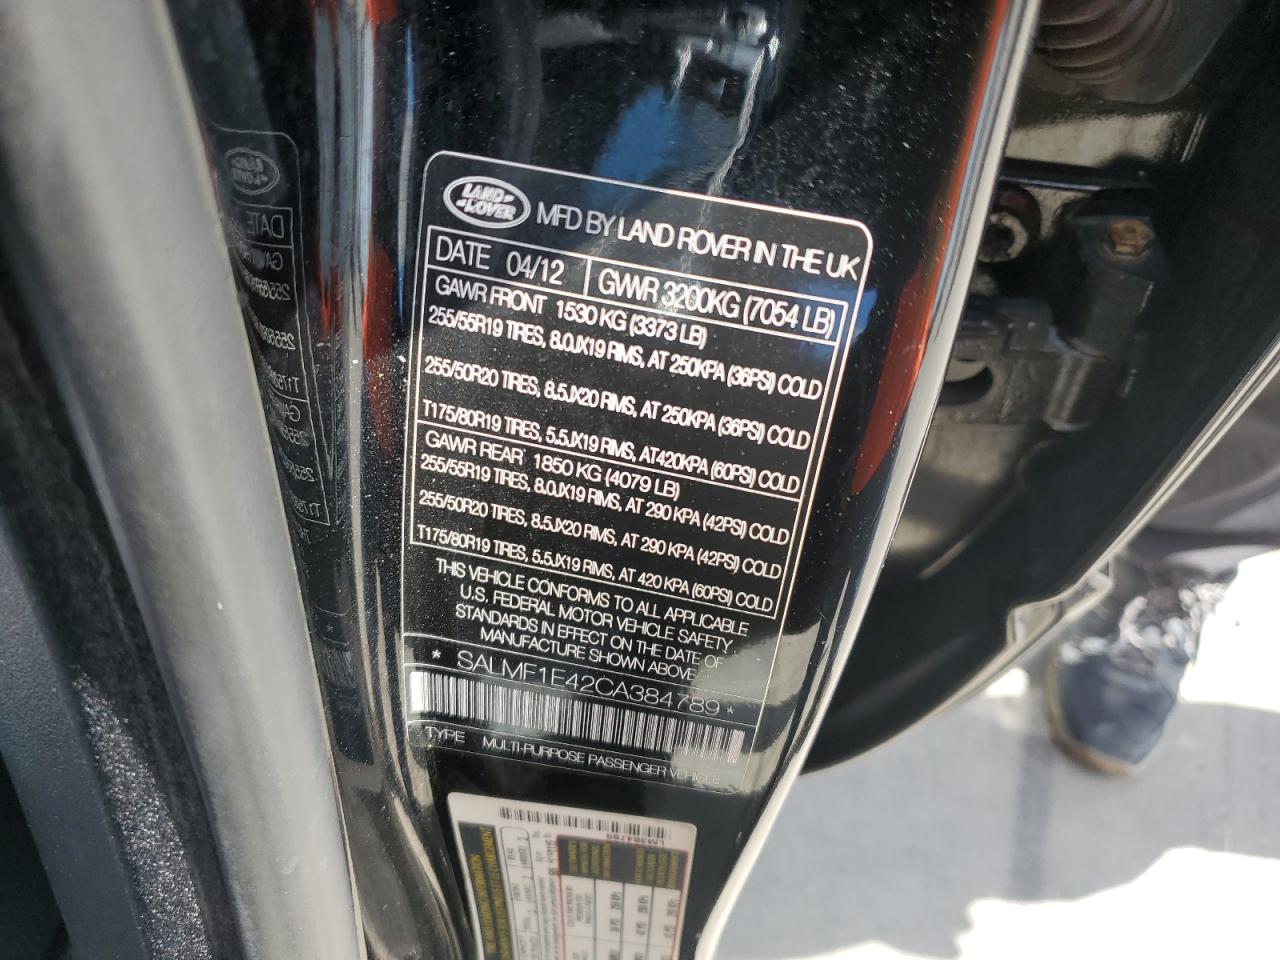 LAND ROVER
MFD BY LAND ROVER IN THE UK
DATE 04/12
GVWR 3200KG (7054 LB)
GAWR FRONT 1530 KG (3373 LB)
255/55R19 TIRES, 8.0JX19 RIMS, AT 250KPA (36PSI) COLD
255/50R20 TIRES, 8.5JX20 RIMS, AT 250KPA (36PSI) COLD
T175/80R19 TIRES, 5.5JX19 RIMS, AT 420KPA (60PSI) COLD
GAWR REAR 1850 KG (4079 LB)
255/55R19 TIRES, 8.0JX19 RIMS, AT 290 KPA (42PSI) COLD
255/50R20 TIRES, 8.5JX20 RIMS, AT 290 KPA (42PSI) COLD
T175/80R19 TIRES, 5.5JX19 RIMS, AT 420 KPA (60PSI) COLD
THIS VEHICLE CONFORMS TO ALL APPLICABLE
U.S. FEDERAL MOTOR VEHICLE SAFETY
STANDARDS IN EFFECT ON THE DATE OF
MANUFACTURE SHOWN ABOVE.
* SALMF1E42CA384789 *
TYPE MULTI-PURPOSE PASSENGER VEHICLE
LM384789